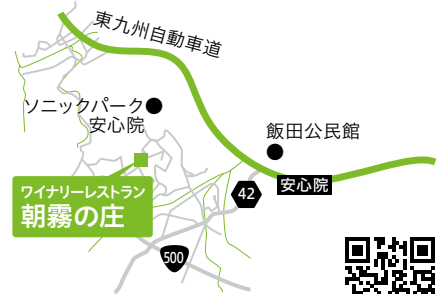 東九州自動車道
ソニックパーク
安心院
飯田公民館
42
安心院
ワイナリーレストラン
朝霧の庄
500